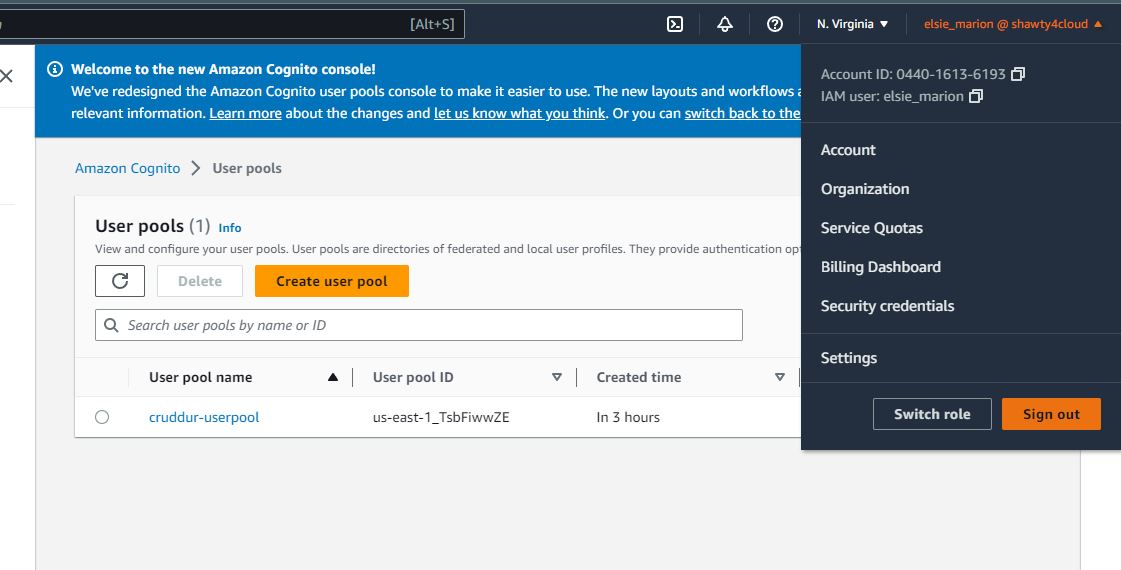 [Alt+S]
N. Virginia
elsie_marion @ shawty4cloud
Welcome to the new Amazon Cognito console!
We've redesigned the Amazon Cognito user pools console to make it easier to use. The new layouts and workflows
relevant information. Learn more about the changes and let us know what you think. Or you can switch back to the
Amazon Cognito
User pools
User pools (1) Info
View and configure your user pools. User pools are directories of federated and local user profiles. They provide authentication
Delete
Create user pool
Search user pools by name or ID
User pool name
User pool ID
Created time
cruddur-userpool
us-east-1_TsbFiwwZE
In 3 hours
Account ID: 0440-1613-6193
IAM user: elsie_marion
Account
Organization
Service Quotas
Billing Dashboard
Security credentials
Settings
Switch role
Sign out